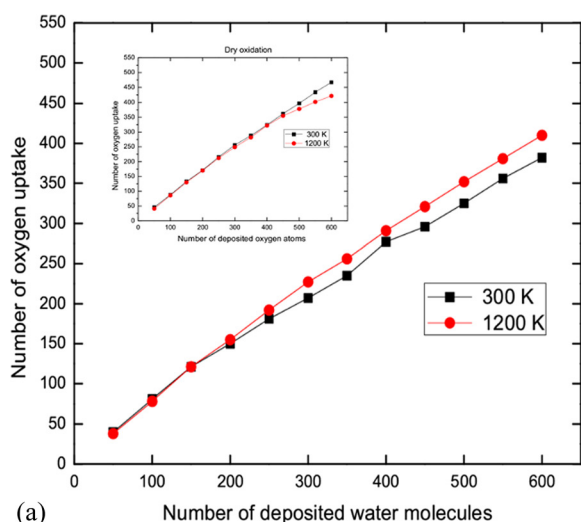 550
500
450
400
350
300
250
200
150
100
50
0
Number of oxygen uptake
Dry oxidation
550
500
450
400
350
300
250
200
150
100
50
0
Number of oxygen uptake
300 K
1200 K
0 100 200 300 400 500 600
Number of deposited oxygen atoms
300 K
1200 K
0 100 200 300 400 500 600
(a) Number of deposited water molecules